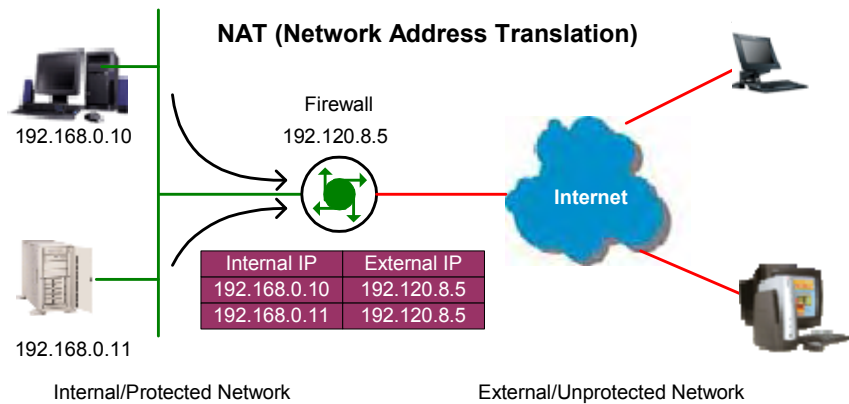 NAT (Network Address Translation)
192.168.0.10
Firewall
192.120.8.5
Internet
Internal IP External IP
192.168.0.10 192.120.8.5
192.168.0.11 192.120.8.5
192.168.0.11
Internal/Protected Network
External/Unprotected Network